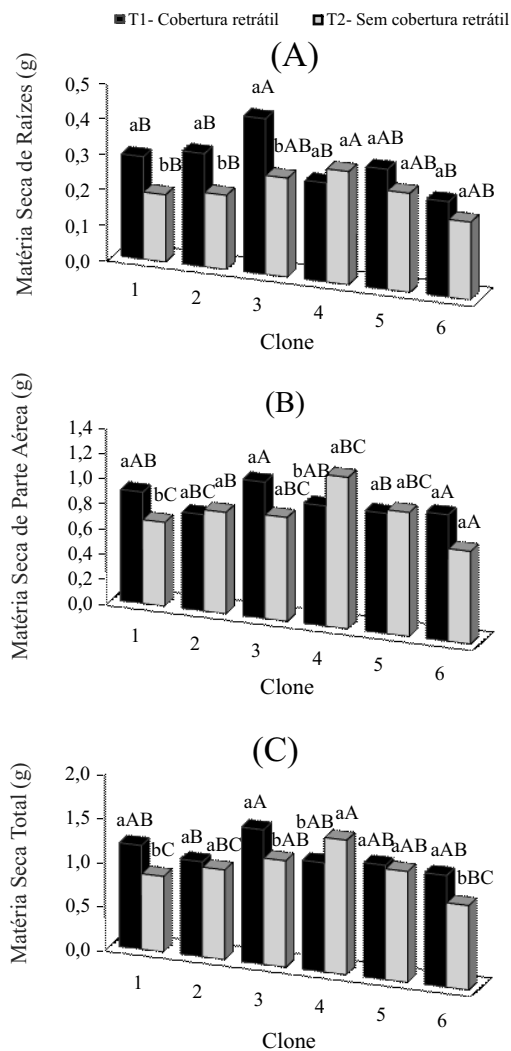 T1- Cobertura retrátil T2- Sem cobertura retrátil
(A)
Matéria Seca de Raízes (g)
0,5
0,4
0,3
0,2
0,1
0,0
aB bB aB bB aA bAB aB aA aAB aAB aB aAB
1 2 3 4 5 6
Clone
(B)
Matéria Seca de Parte Aérea (g)
1,4
1,2
1,0
0,8
0,6
0,4
0,2
0,0
aAB bC aBC aB aA aBC bAB aBC aB aBC aA aA
1 2 3 4 5 6
Clone
(C)
Matéria Seca Total (g)
2,0
1,5
1,0
0,5
0,0
aAB bC aB aBC aA bAB bAB aA aAB aAB aAB bBC
1 2 3 4 5 6
Clone